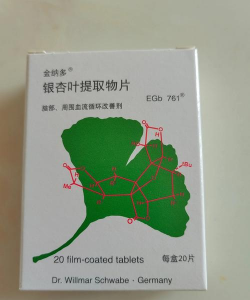 金纳多®
银杏叶提取物片
EGb 761®
脑部、周围血流循环改善剂
20 film-coated tablets
每盒20片
Dr. Willmar Schwabe · Germany